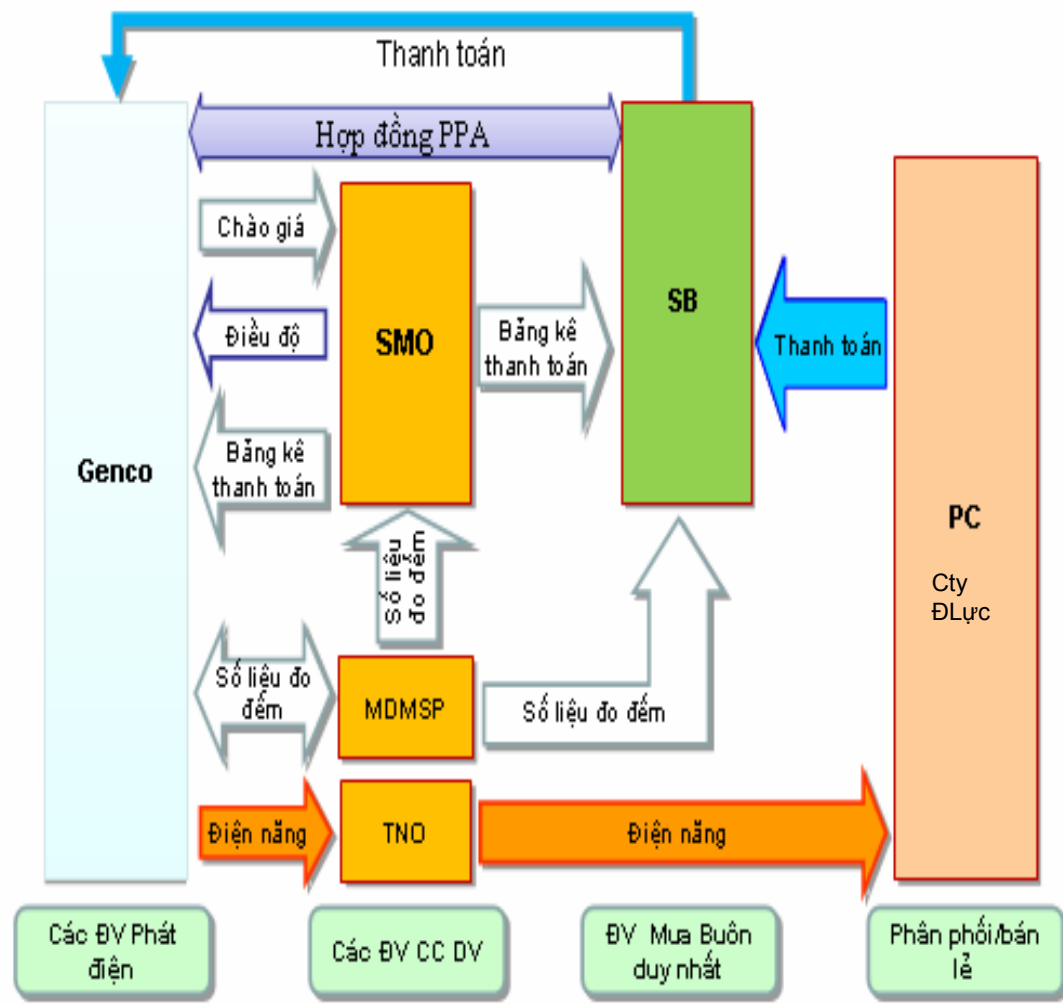 Thanh toán
Hợp đồng PPA
Chào giá
Điều độ
Bảng kê
thanh toán
Genco
SMO
Bảng kê
thanh toán
SB
Thanh toán
PC
Cty
ĐLực
Số liệu
đo đếm
Số liệu đo
đếm
MDMSP
Số liệu đo đếm
Điện năng
TNO
Điện năng
Các ĐV Phát
điện
Các ĐV CC DV
ĐV Mua Buôn
duy nhất
Phân phối/bán
lẻ